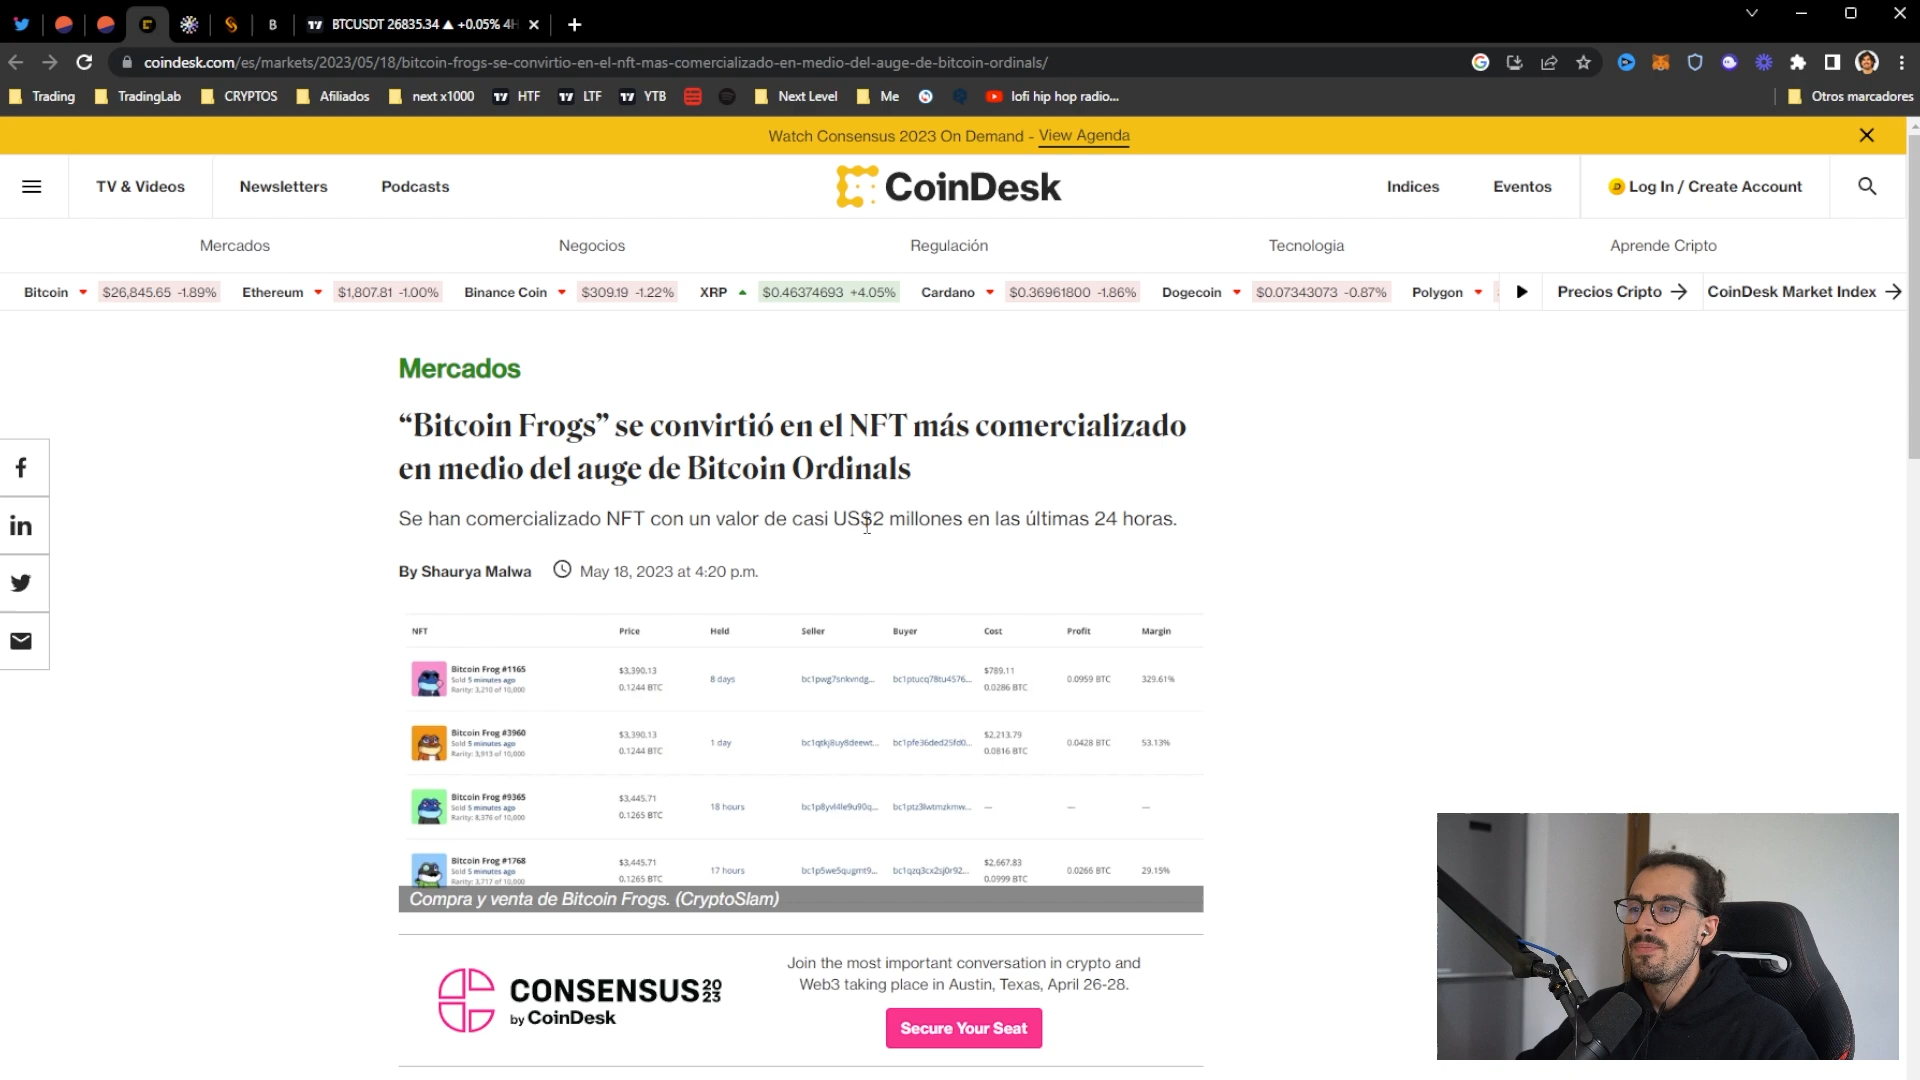 BTCUSDT 26835.34 ▲ +0.05% 4H
coindesk.com/es/markets/2023/05/18/bitcoin-frogs-se-convirtio-en-el-nft-mas-comercializado-en-medio-del-auge-de-bitcoin-ordinals/
Trading TradingLab CRYPTOS Afiliados next x1000 HTF LTF YTB Next Level Me lofi hip hop radio... Otros marcadores
Watch Consensus 2023 On Demand - View Agenda
TV & Videos Newsletters Podcasts CoinDesk Indices Eventos Log In / Create Account
Mercados Negocios Regulación Tecnología Aprende Cripto
Bitcoin $26,845.65 -1.89% Ethereum $1,807.81 -1.00% Binance Coin $309.19 -1.22% XRP $0.46374693 +4.05% Cardano $0.36961800 -1.86% Dogecoin $0.07343073 -0.87% Polygon Precios Cripto CoinDesk Market Index
Mercados
“Bitcoin Frogs” se convirtió en el NFT más comercializado
en medio del auge de Bitcoin Ordinals
Se han comercializado NFT con un valor de casi US$2 millones en las últimas 24 horas.
By Shaurya Malwa May 18, 2023 at 4:20 p.m.
NFT Price Held Seller Buyer Cost Profit Margin
Bitcoin Frog #1165
Sold 5 minutes ago
Rarity: 3,210 of 10,000
$3,390.13
0.1244 BTC
8 days bc1pwg7snkvndg... bc1ptucq78tu4576...
$789.11
0.0286 BTC
0.0959 BTC 329.61%
Bitcoin Frog #3960
Sold 5 minutes ago
Rarity: 3,913 of 10,000
$3,390.13
0.1244 BTC
1 day bc1qtkj8uy8deewt... bc1pfe36ded25fd0...
$2,213.79
0.0816 BTC
0.0428 BTC 53.13%
Bitcoin Frog #9365
Sold 5 minutes ago
Rarity: 8,376 of 10,000
$3,445.71
0.1265 BTC
18 hours bc1p8yvl4le9u90q... bc1ptz3lwtmzkmw... — — —
Bitcoin Frog #1768
Sold 5 minutes ago
Rarity: 3,717 of 10,000
$3,445.71
0.1265 BTC
17 hours bc1p5we5qugmt9... bc1qzq3cx2sj0r92...
$2,667.83
0.0999 BTC
0.0266 BTC 29.15%
Compra y venta de Bitcoin Frogs. (CryptoSlam)
CONSENSUS 2023
by CoinDesk
Join the most important conversation in crypto and
Web3 taking place in Austin, Texas, April 26-28.
Secure Your Seat